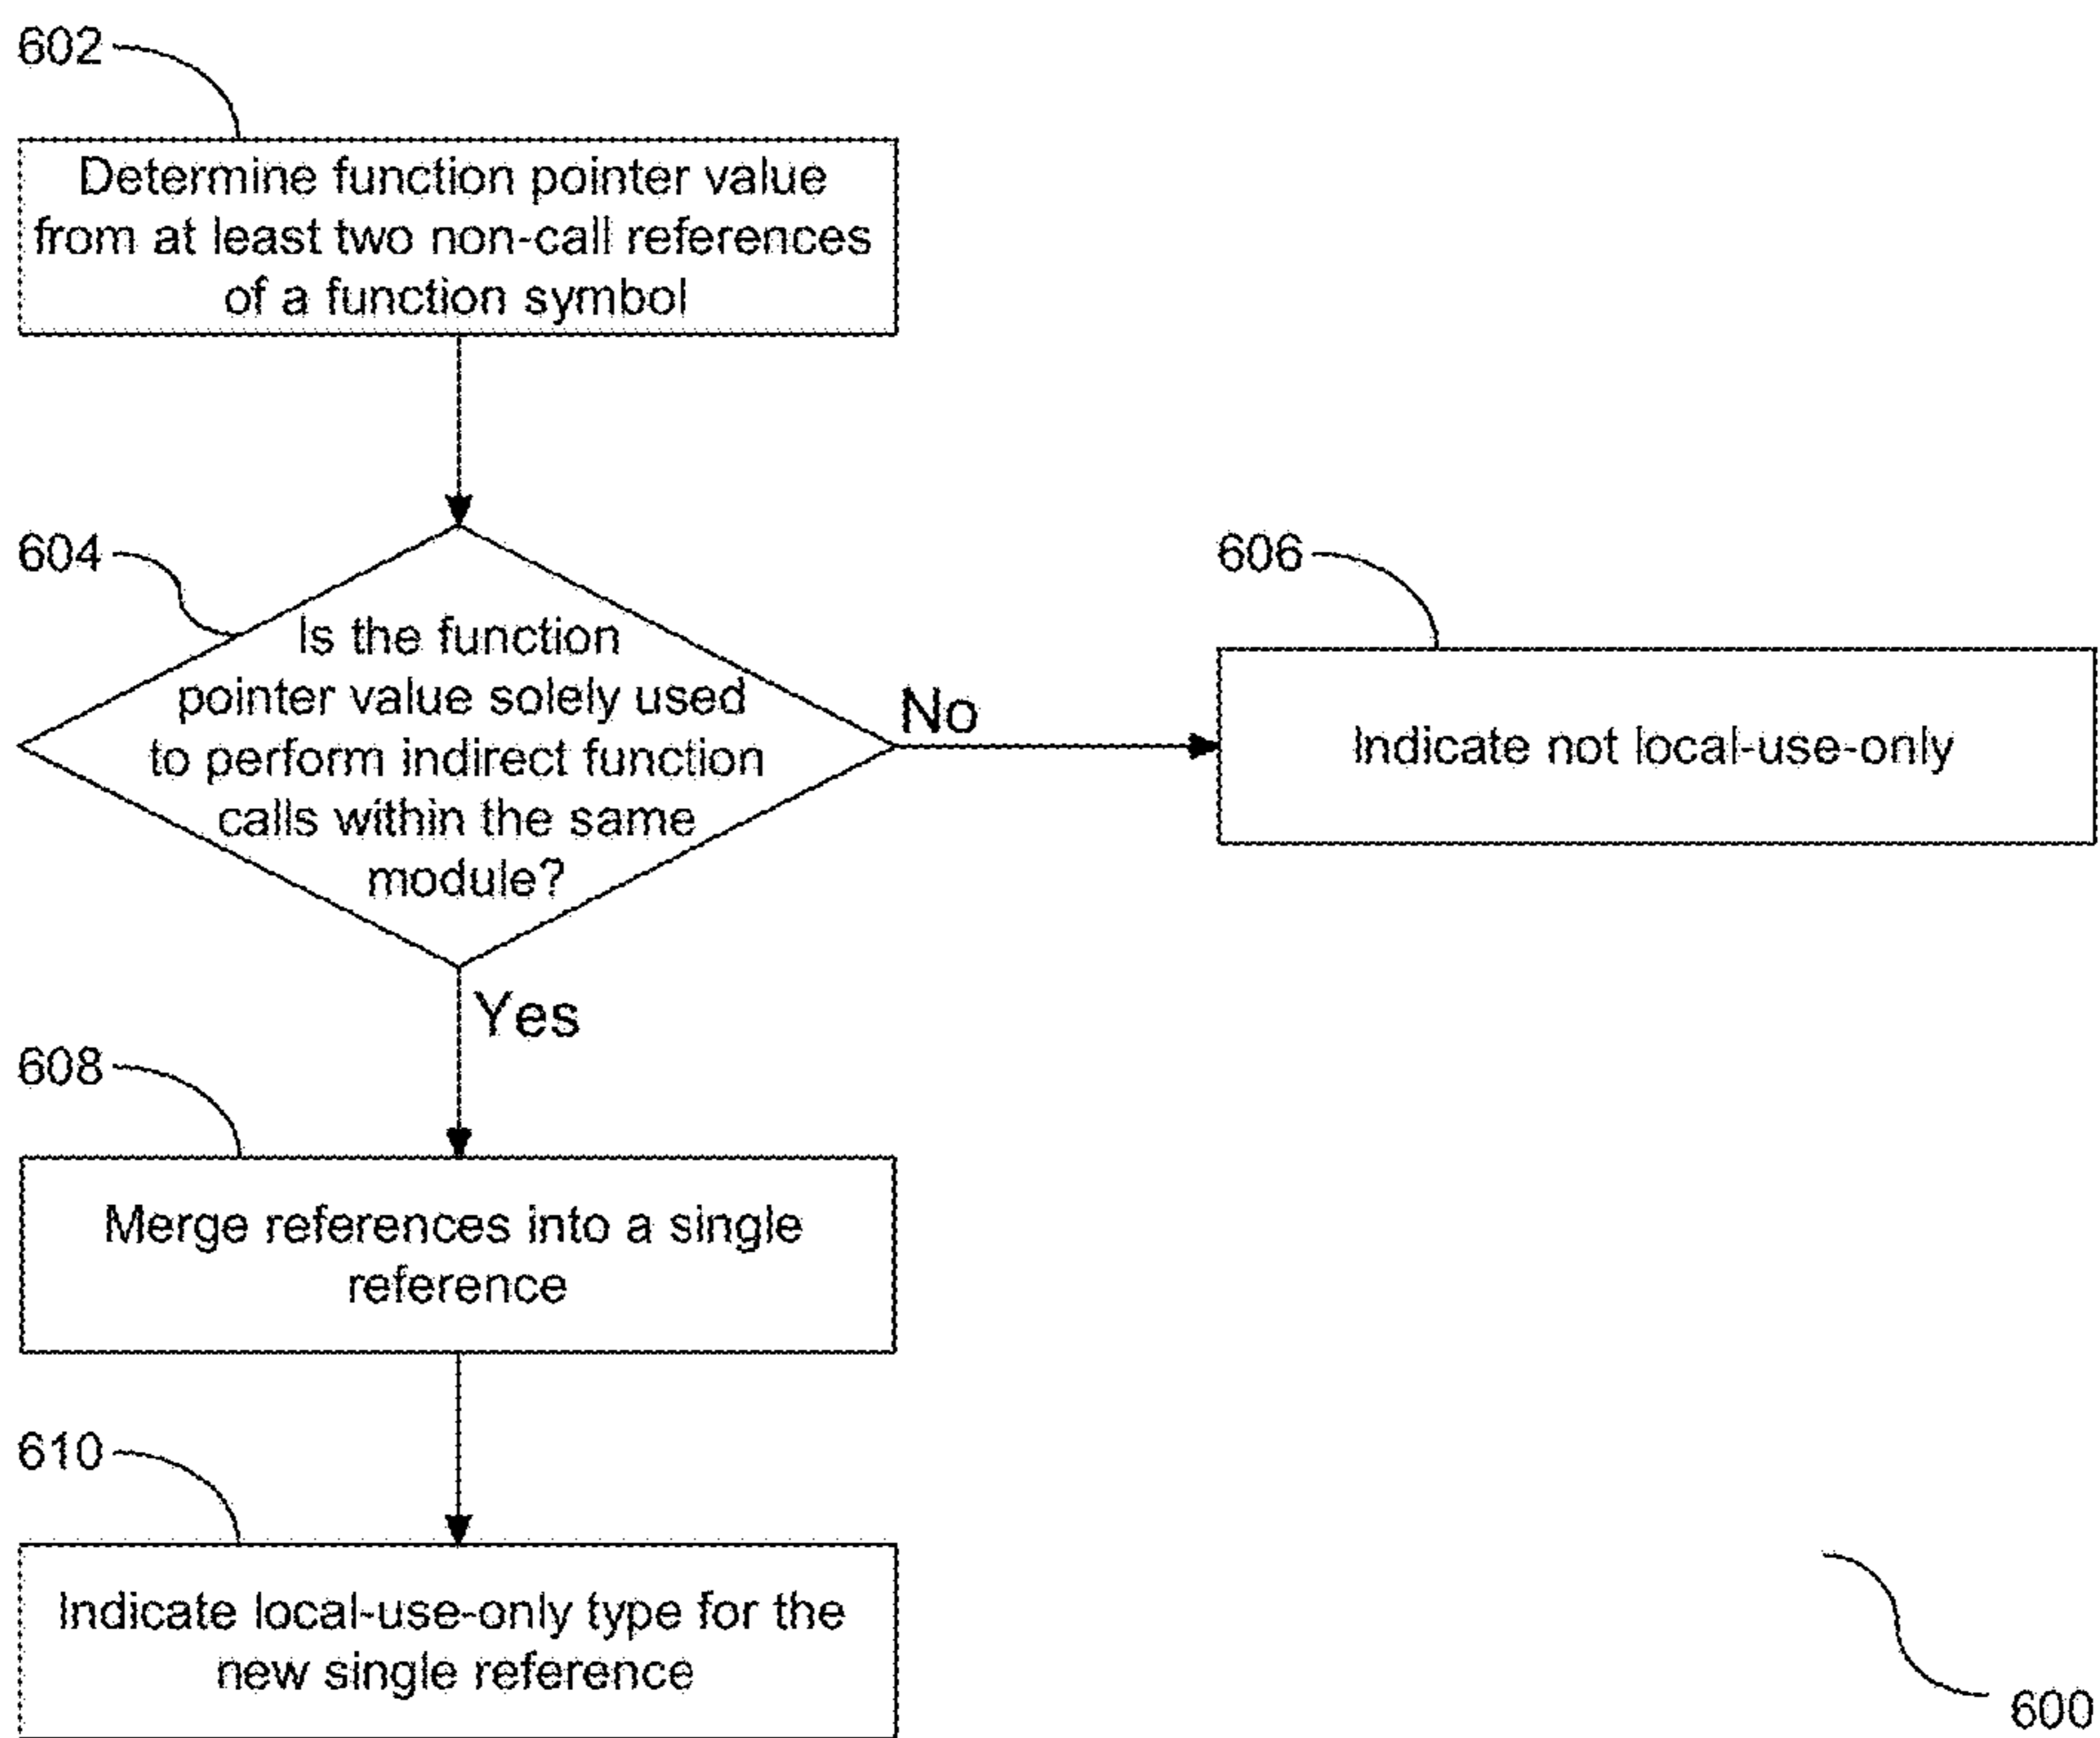 602
Determine function pointer value
from at least two non-call references
of a function symbol
604
Is the function
pointer value solely used
to perform indirect function
calls within the same
module?
No
606
Indicate not local-use-only
Yes
608
Merge references into a single
reference
610
Indicate local-use-only type for the
new single reference
600